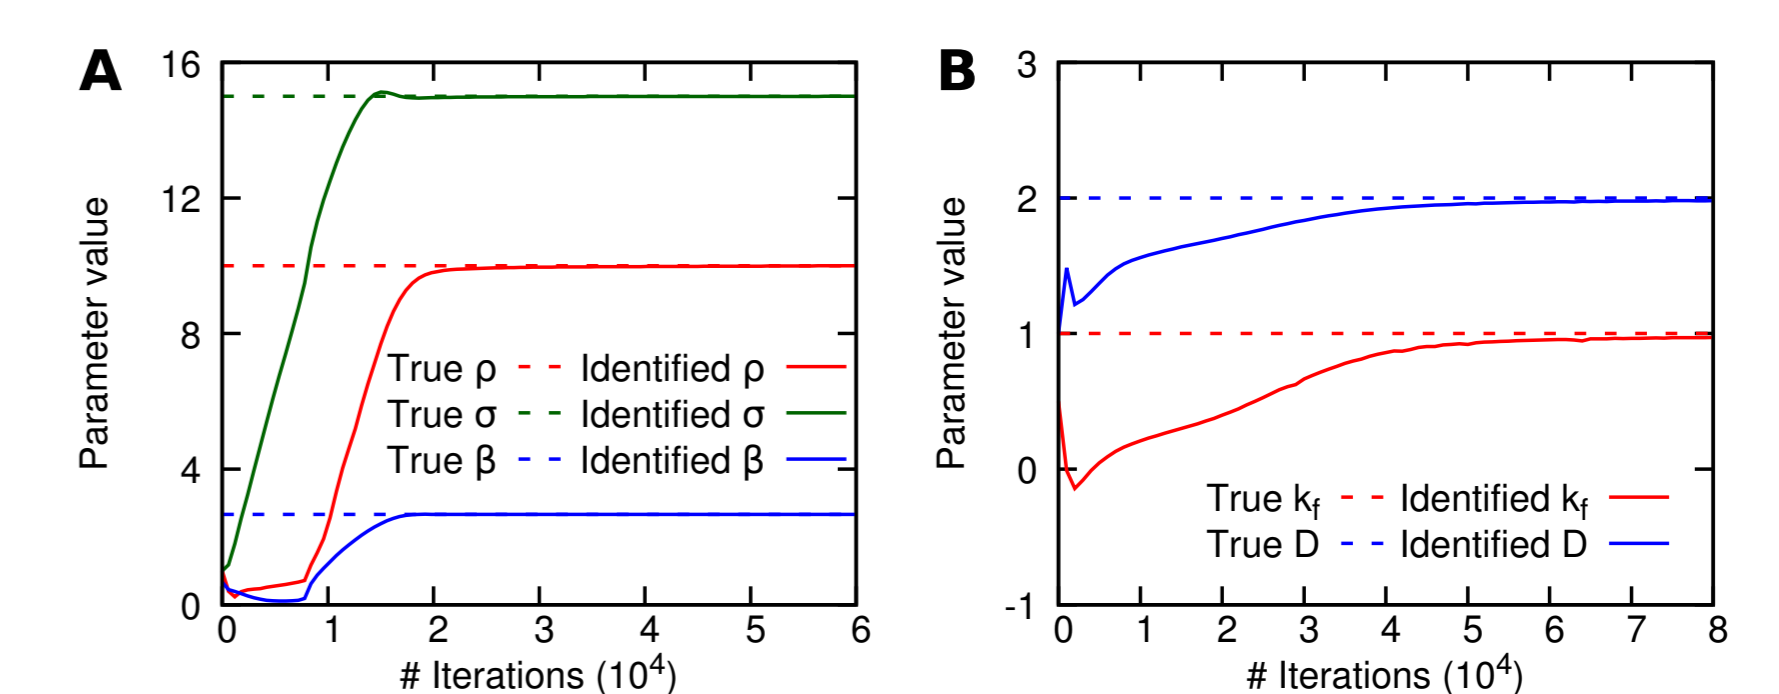 A
16
12
8
4
0
Parameter value
True ρ Identified ρ
True σ Identified σ
True β Identified β
0 1 2 3 4 5 6
# Iterations (10⁴)
B
3
2
1
0
-1
Parameter value
True k_f Identified k_f
True D Identified D
0 1 2 3 4 5 6 7 8
# Iterations (10⁴)